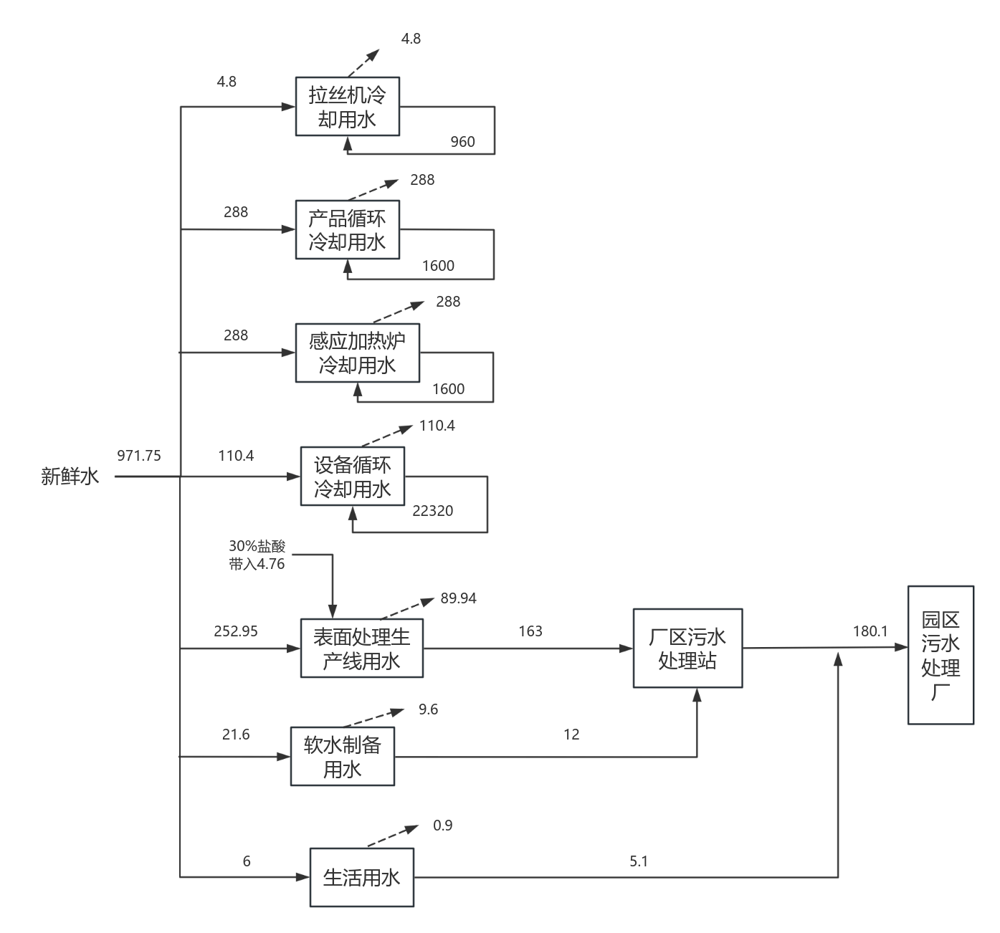 4.8
4.8
拉丝机冷
却用水
960
288
288
产品循环
冷却用水
1600
288
288
感应加热炉
冷却用水
1600
110.4
新鲜水
971.75
110.4
设备循环
冷却用水
22320
30%盐酸
带入4.76
89.94
252.95
表面处理生
产线用水
163
厂区污水
处理站
180.1
园区
污水
处理
厂
9.6
21.6
软水制备
用水
12
0.9
6
生活用水
5.1